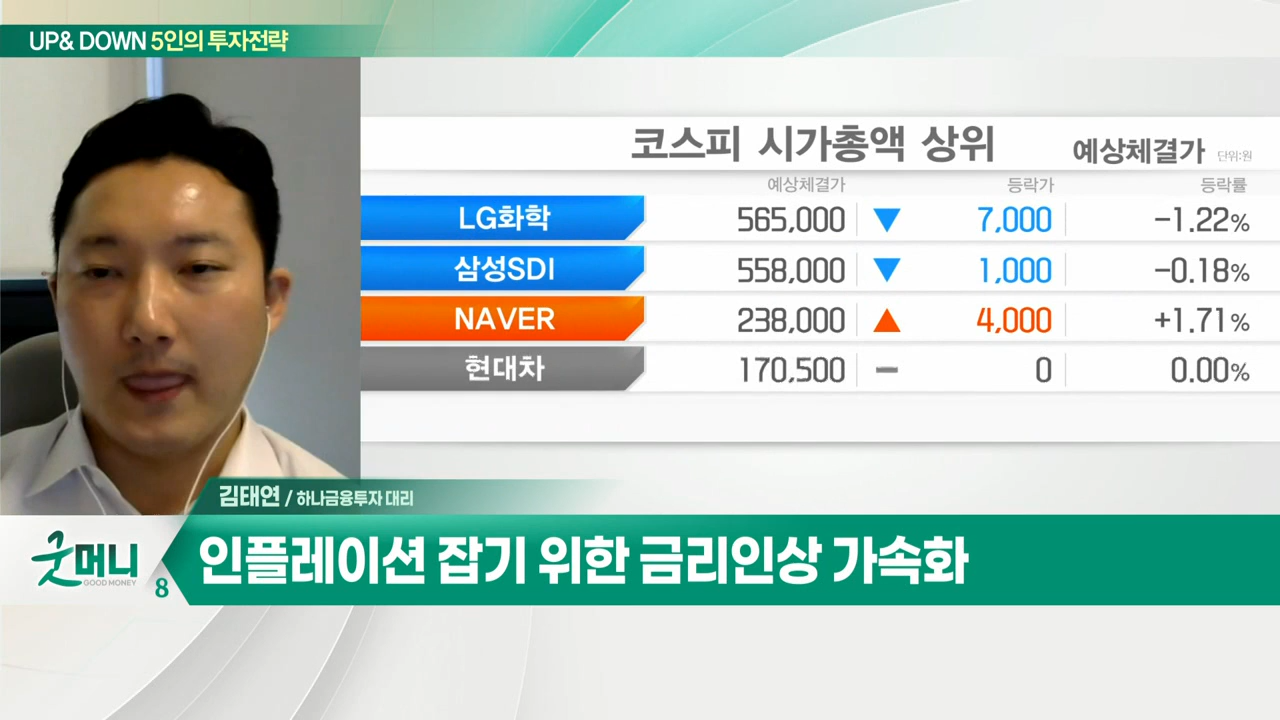 UP& DOWN 5인의 투자전략
코스피 시가총액 상위 예상체결가 단위:원
예상체결가 등락가 등락률
LG화학 565,000 ▼ 7,000 -1.22%
삼성SDI 558,000 ▼ 1,000 -0.18%
NAVER 238,000 ▲ 4,000 +1.71%
현대차 170,500 - 0 0.00%
김태연 / 하나금융투자 대리
굿머니
GOOD MONEY
8
인플레이션 잡기 위한 금리인상 가속화